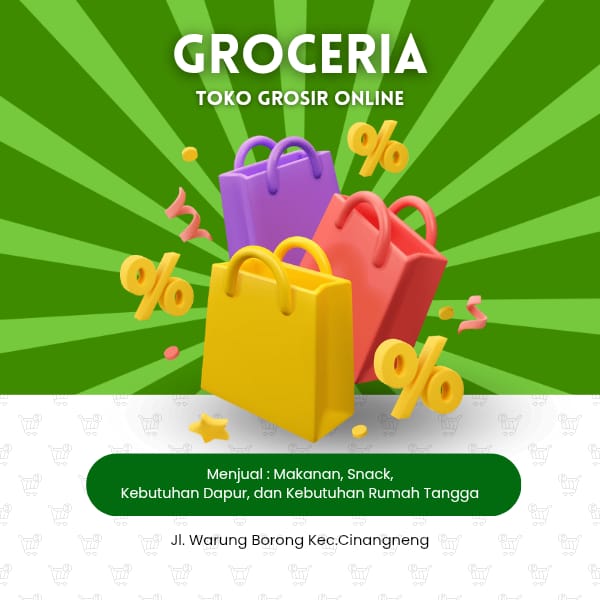 GROCERIA
TOKO GROSIR ONLINE
Menjual : Makanan, Snack,
Kebutuhan Dapur, dan Kebutuhan Rumah Tangga
Jl. Warung Borong Kec.Cinangneng